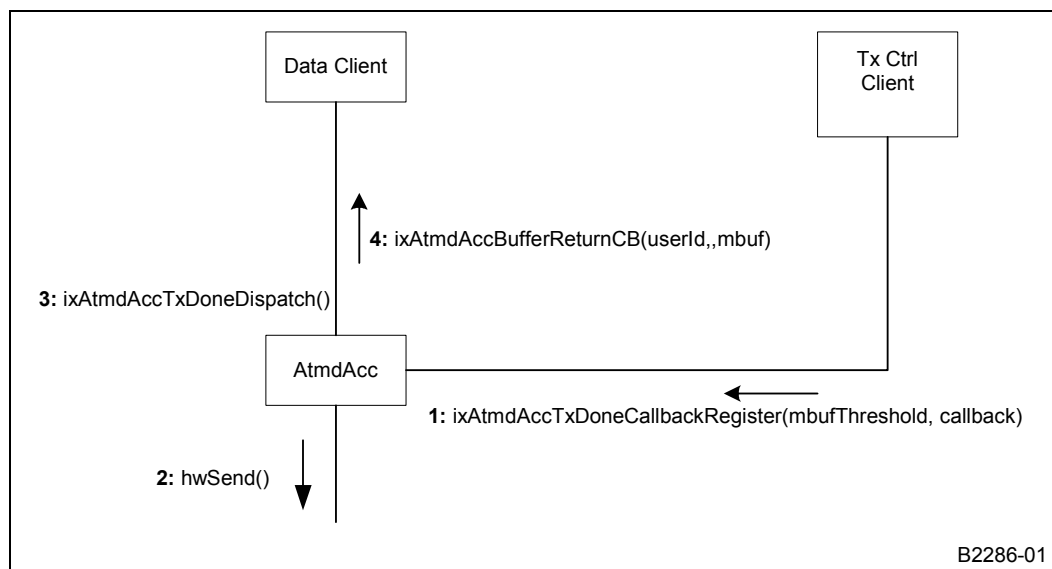 Data Client
Tx Ctrl
Client
4: ixAtmdAccBufferReturnCB(userId,,mbuf)
3: ixAtmdAccTxDoneDispatch()
AtmdAcc
1: ixAtmdAccTxDoneCallbackRegister(mbufThreshold, callback)
2: hwSend()
B2286-01